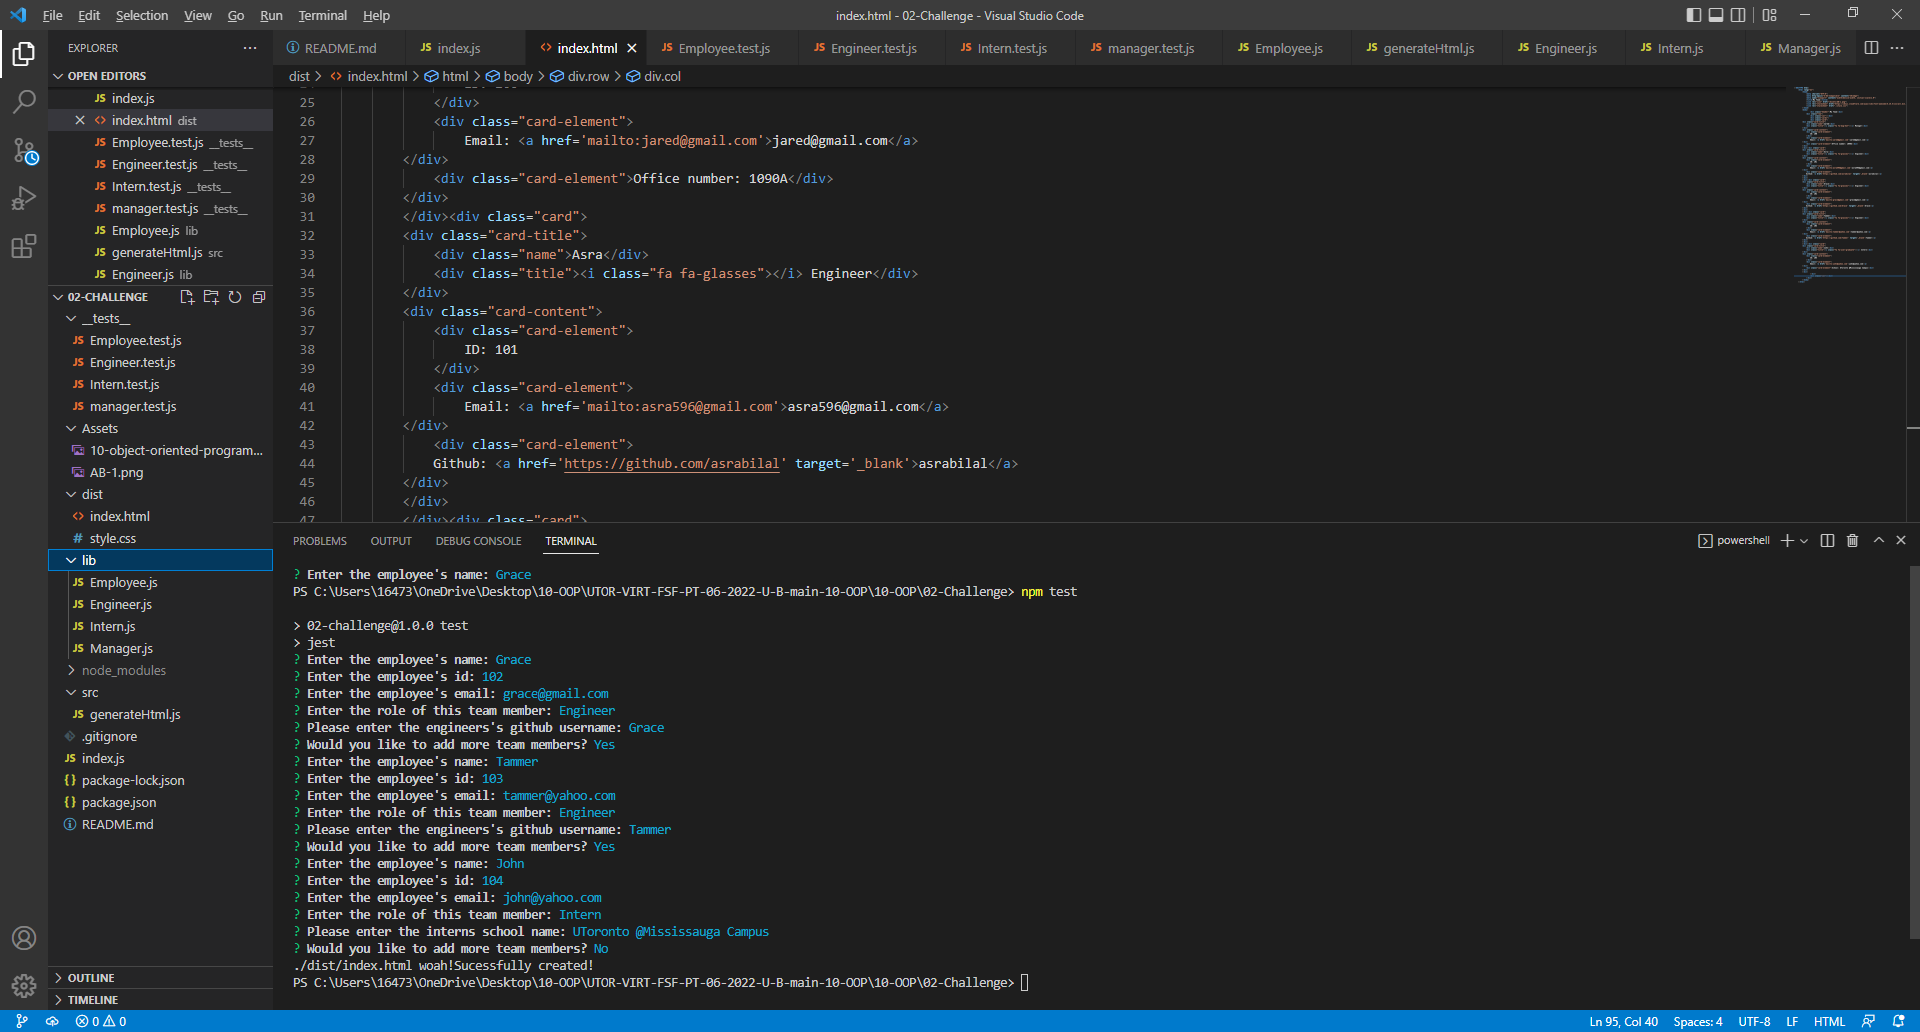 File Edit Selection View Go Run Terminal Help
index.html - 02-Challenge - Visual Studio Code
EXPLORER
OPEN EDITORS
JS index.js
<> index.html dist
JS Employee.test.js __tests__
JS Engineer.test.js __tests__
JS Intern.test.js __tests__
JS manager.test.js __tests__
JS Employee.js lib
JS generateHtml.js src
JS Engineer.js lib
02-CHALLENGE
__tests__
JS Employee.test.js
JS Engineer.test.js
JS Intern.test.js
JS manager.test.js
Assets
10-object-oriented-program...
AB-1.png
dist
<> index.html
# style.css
lib
JS Employee.js
JS Engineer.js
JS Intern.js
JS Manager.js
node_modules
src
JS generateHtml.js
.gitignore
JS index.js
{} package-lock.json
{} package.json
README.md
OUTLINE
TIMELINE
README.md JS index.js <> index.html JS Employee.test.js JS Engineer.test.js JS Intern.test.js JS manager.test.js JS Employee.js JS generateHtml.js JS Engineer.js JS Intern.js JS Manager.js
dist > <> index.html > html > body > div.row > div.col
25 </div>
26 <div class="card-element">
27 Email: <a href='mailto:jared@gmail.com'>jared@gmail.com</a>
28 </div>
29 <div class="card-element">Office number: 1090A</div>
30 </div>
31 </div><div class="card">
32 <div class="card-title">
33 <div class="name">Asra</div>
34 <div class="title"><i class="fa fa-glasses"></i> Engineer</div>
35 </div>
36 <div class="card-content">
37 <div class="card-element">
38 ID: 101
39 </div>
40 <div class="card-element">
41 Email: <a href='mailto:asra596@gmail.com'>asra596@gmail.com</a>
42 </div>
43 <div class="card-element">
44 Github: <a href='https://github.com/asrabilal' target='_blank'>asrabilal</a>
45 </div>
46 </div>
47 </div><div class="card">
PROBLEMS OUTPUT DEBUG CONSOLE TERMINAL
powershell
? Enter the employee's name: Grace
PS C:\Users\16473\OneDrive\Desktop\10-OOP\UTOR-VIRT-FSF-PT-06-2022-U-B-main-10-OOP\10-OOP\02-Challenge> npm test
> 02-challenge@1.0.0 test
> jest
? Enter the employee's name: Grace
? Enter the employee's id: 102
? Enter the employee's email: grace@gmail.com
? Enter the role of this team member: Engineer
? Please enter the engineers's github username: Grace
? Would you like to add more team members? Yes
? Enter the employee's name: Tammer
? Enter the employee's id: 103
? Enter the employee's email: tammer@yahoo.com
? Enter the role of this team member: Engineer
? Please enter the engineers's github username: Tammer
? Would you like to add more team members? Yes
? Enter the employee's name: John
? Enter the employee's id: 104
? Enter the employee's email: john@yahoo.com
? Enter the role of this team member: Intern
? Please enter the interns school name: UToronto @Mississauga Campus
? Would you like to add more team members? No
./dist/index.html woah!Sucessfully created!
PS C:\Users\16473\OneDrive\Desktop\10-OOP\UTOR-VIRT-FSF-PT-06-2022-U-B-main-10-OOP\10-OOP\02-Challenge>
0 0
Ln 95, Col 40 Spaces: 4 UTF-8 LF HTML